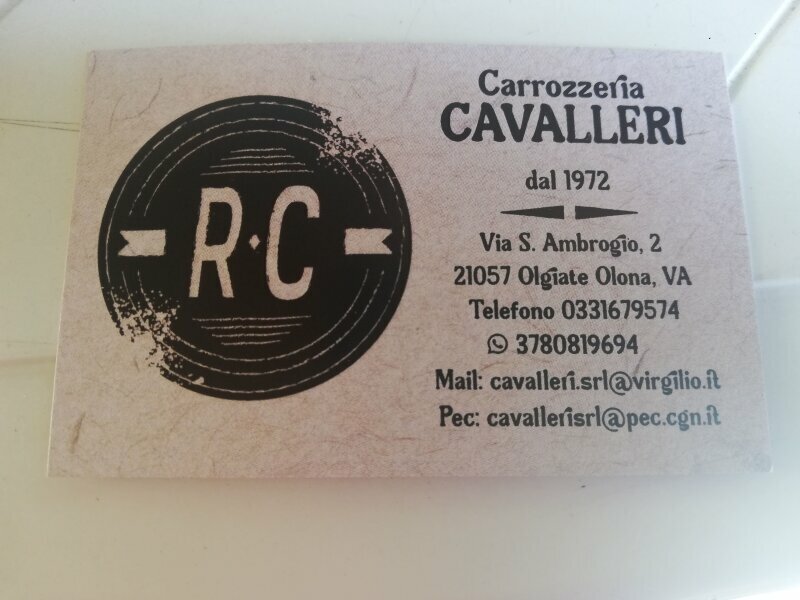 R·C
Carrozzeria
CAVALLERI
dal 1972
Via S. Ambrogio, 2
21057 Olgiate Olona, VA
Telefono 0331679574
3780819694
Mail: cavalleri.srl@virgilio.it
Pec: cavallerisrl@pec.cgn.it